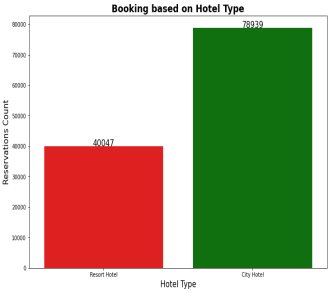 Booking based on Hotel Type
Reservations Count
80000
70000
60000
50000
40000
30000
20000
10000
0
40047
78939
Resort Hotel
City Hotel
Hotel Type